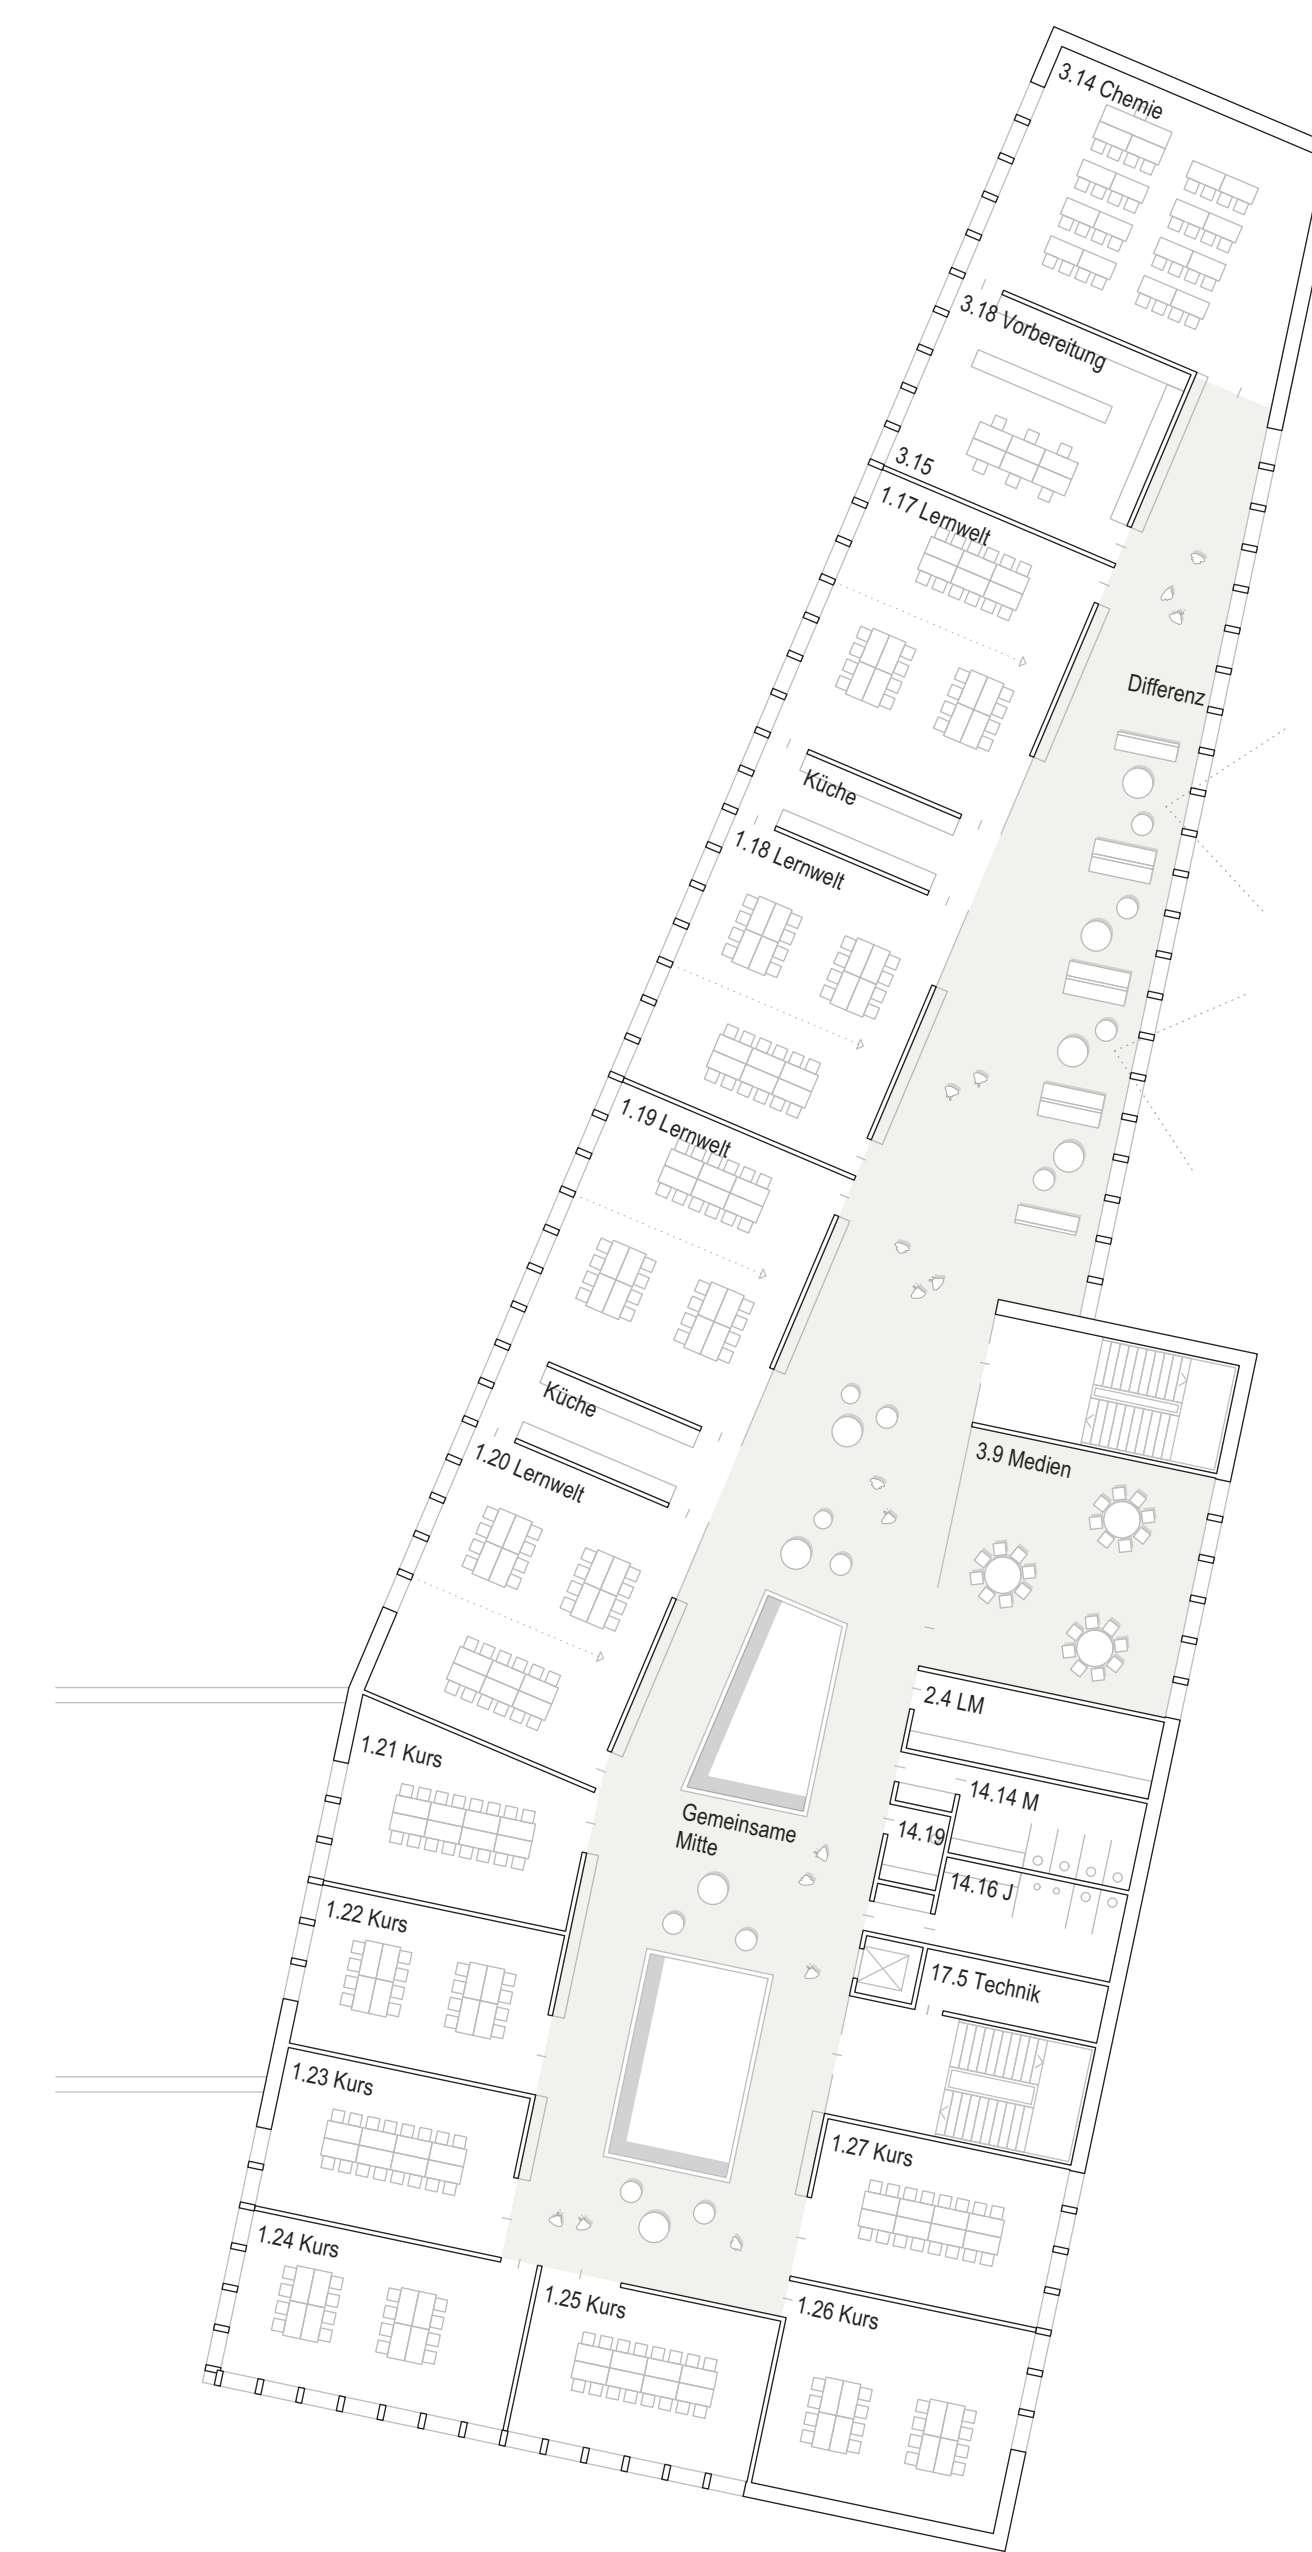 3.14 Chemie
3.18 Vorbereitung
3.15
1.17 Lernwelt
Differenz
Küche
1.18 Lernwelt
1.19 Lernwelt
Küche
3.9 Medien
1.20 Lernwelt
2.4 LM
1.21 Kurs
14.14 M
Gemeinsame
Mitte
14.19
14.16 J
1.22 Kurs
17.5 Technik
1.23 Kurs
1.27 Kurs
1.24 Kurs
1.25 Kurs
1.26 Kurs